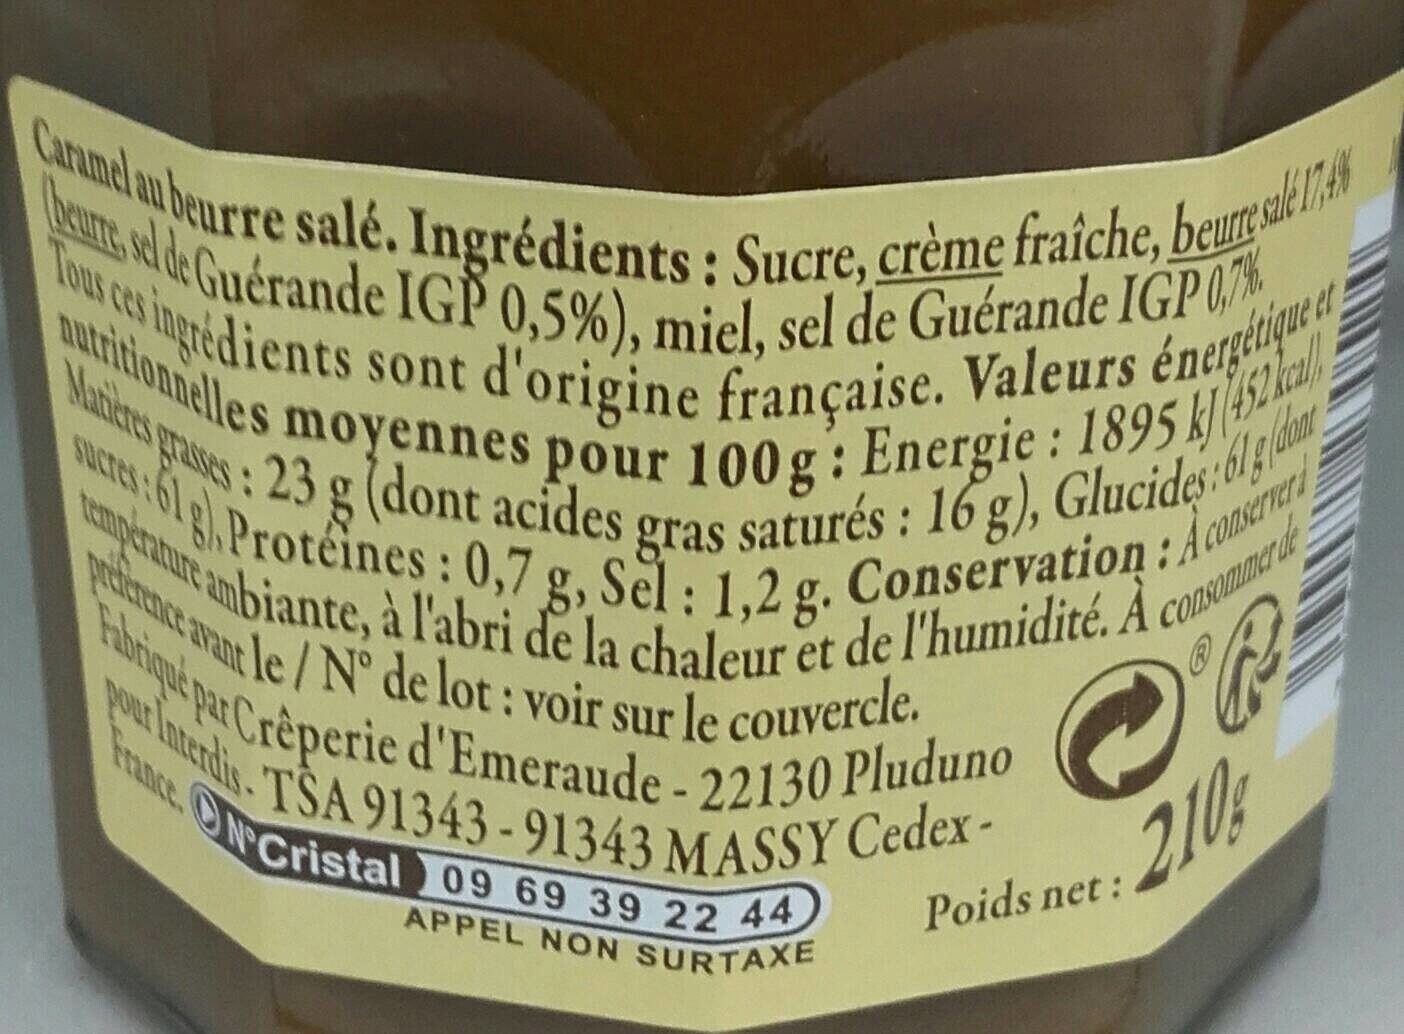 Caramel au beurre salé. Ingrédients : Sucre, crème fraîche, beurre salé 17,4%
(beurre, sel de Guérande IGP 0,5%), miel, sel de Guérande IGP 0,7%.
Tous ces ingrédients sont d'origine française. Valeurs énergétique et
nutritionnelles moyennes pour 100g : Energie : 1895 kJ (452 kcal),
Matières grasses : 23 g (dont acides gras saturés : 16 g), Glucides : 61 g (dont
sucres : 61 g), Protéines : 0,7 g, Sel : 1,2 g. Conservation : À conserver à
température ambiante, à l'abri de la chaleur et de l'humidité. À consommer de
préférence avant le / N° de lot : voir sur le couvercle.
Fabriqué par Crêperie d'Emeraude - 22130 Pluduno
pour Interdis. TSA 91343 - 91343 MASSY Cedex -
France.
N°Cristal 09 69 39 22 44
APPEL NON SURTAXE
®
Poids net : 210g